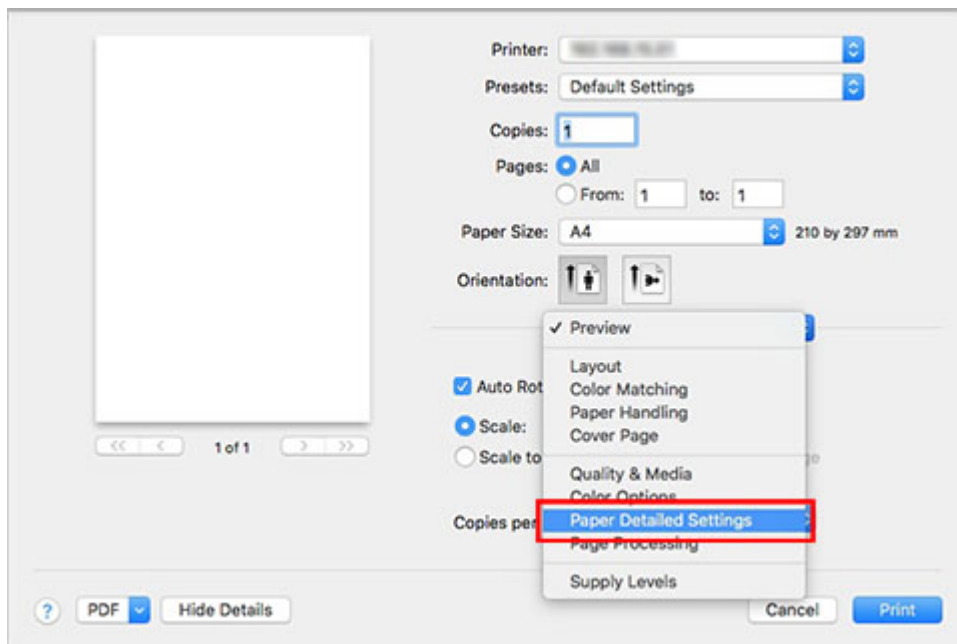 Printer:
Presets: Default Settings
Copies: 1
Pages: All
From: 1 to: 1
Paper Size: A4 210 by 297 mm
Orientation:
✓ Preview
Layout
Auto Rot
Color Matching
Paper Handling
Scale:
Cover Page
Scale to
Quality & Media
Color Options
Copies per
Paper Detailed Settings
Page Processing
Supply Levels
<< < 1 of 1 > >>
? PDF Hide Details Cancel Print